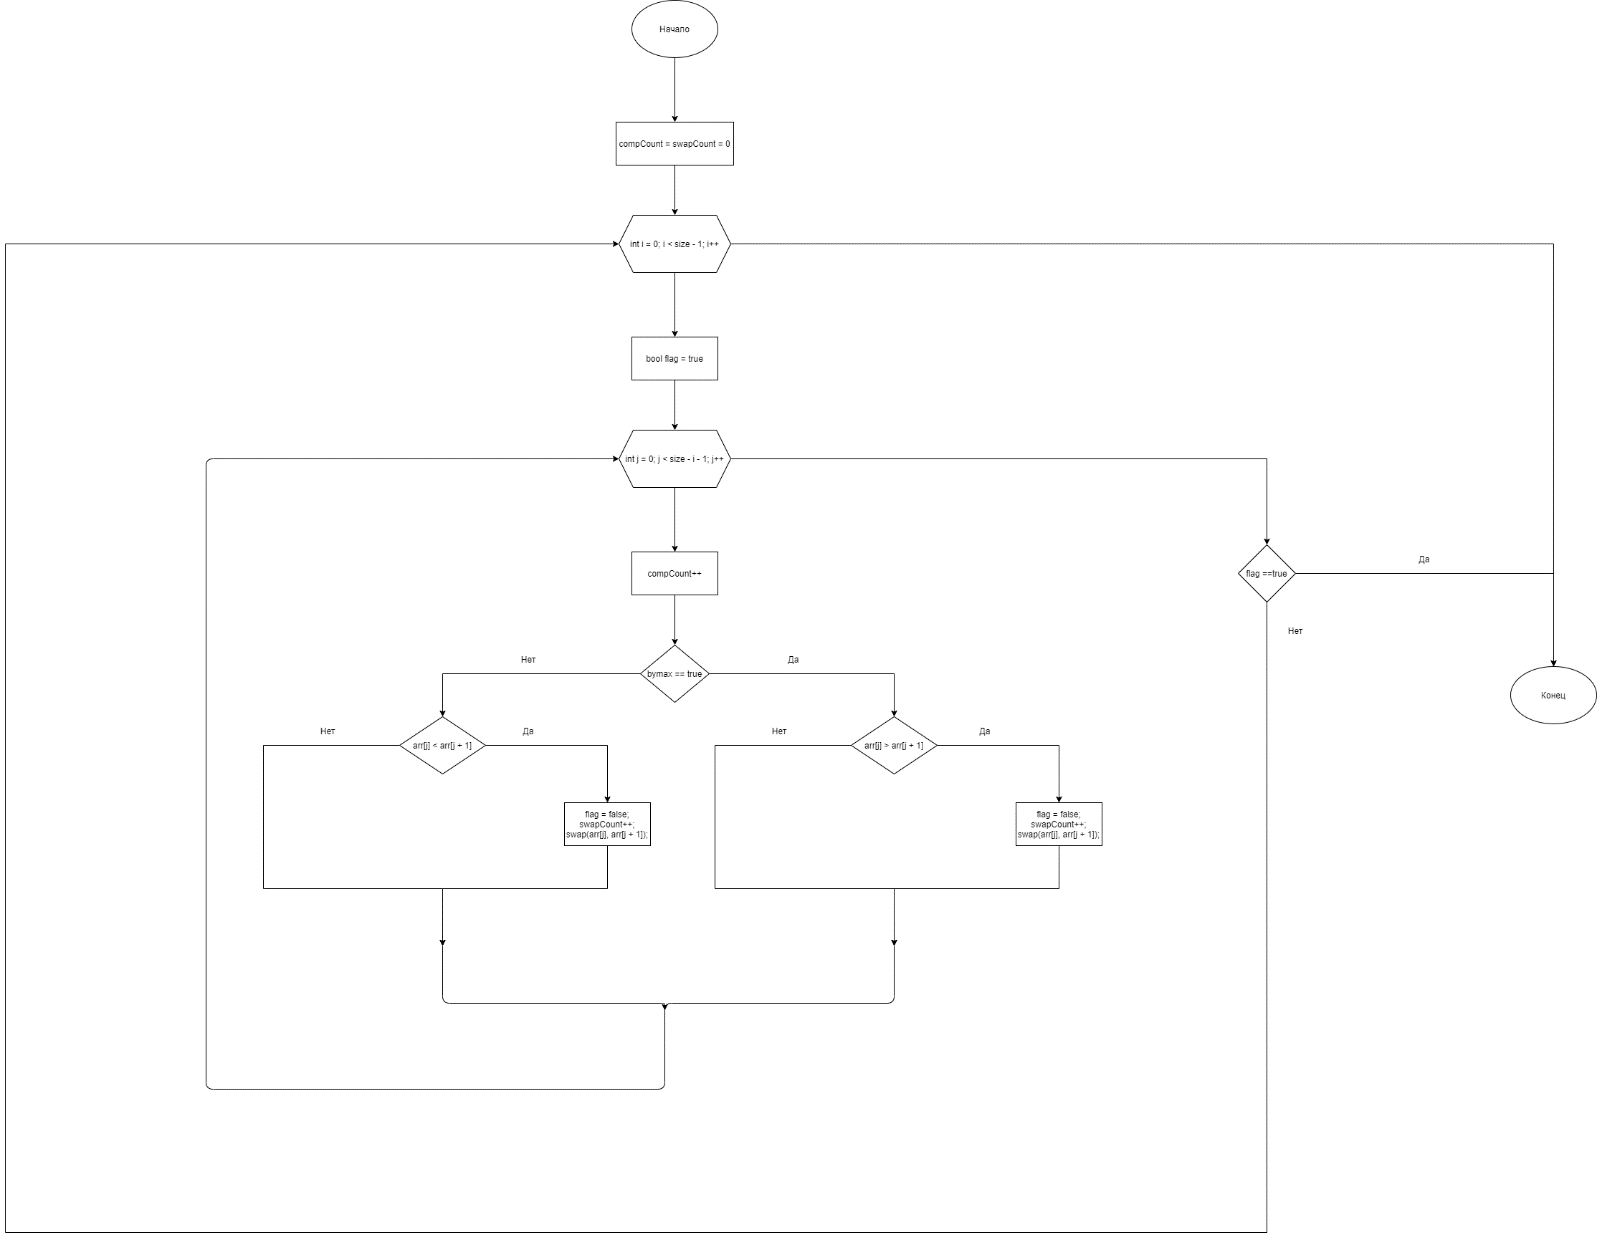 Начало
compCount = swapCount = 0
int i = 0; i < size - 1; i++
bool flag = true
int j = 0; j < size - i - 1; j++
compCount++
flag ==true
Да
Нет
bymax == true
Нет
Да
Конец
arr[j] < arr[j + 1]
Нет
Да
arr[j] > arr[j + 1]
Нет
Да
flag = false;
swapCount++;
swap(arr[j], arr[j + 1]);
flag = false;
swapCount++;
swap(arr[j], arr[j + 1]);